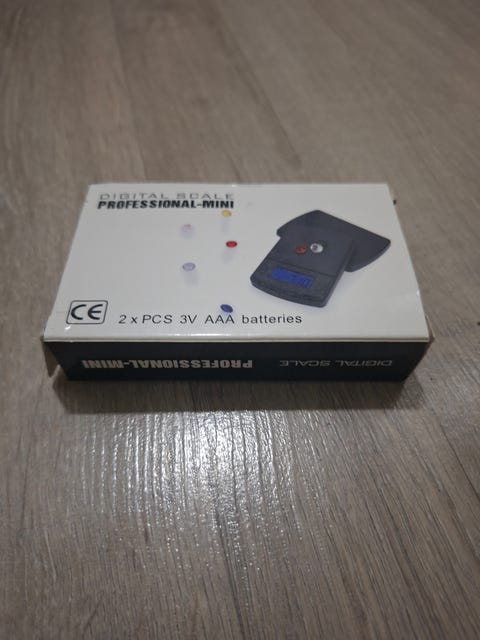 DIGITAL SCALE
PROFESSIONAL-MINI
CE
2 x PCS 3V AAA batteries
PROFESSIONAL-MINI
DIGITAL SCALE